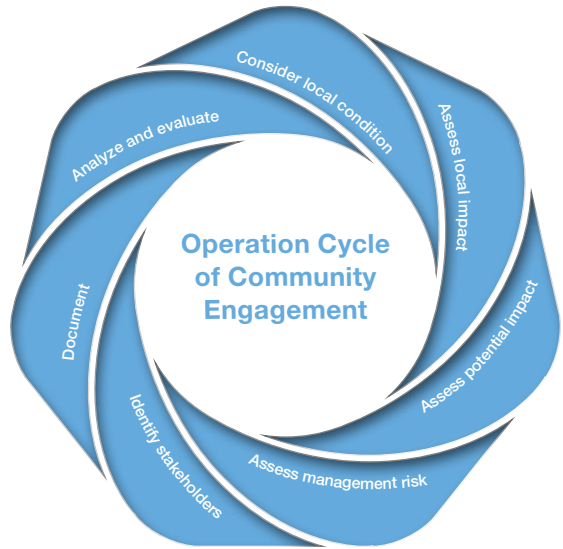 Operation Cycle
of Community
Engagement
Consider local condition
Assess local impact
Assess potential impact
Assess management risk
Identify stakeholders
Document
Analyze and evaluate